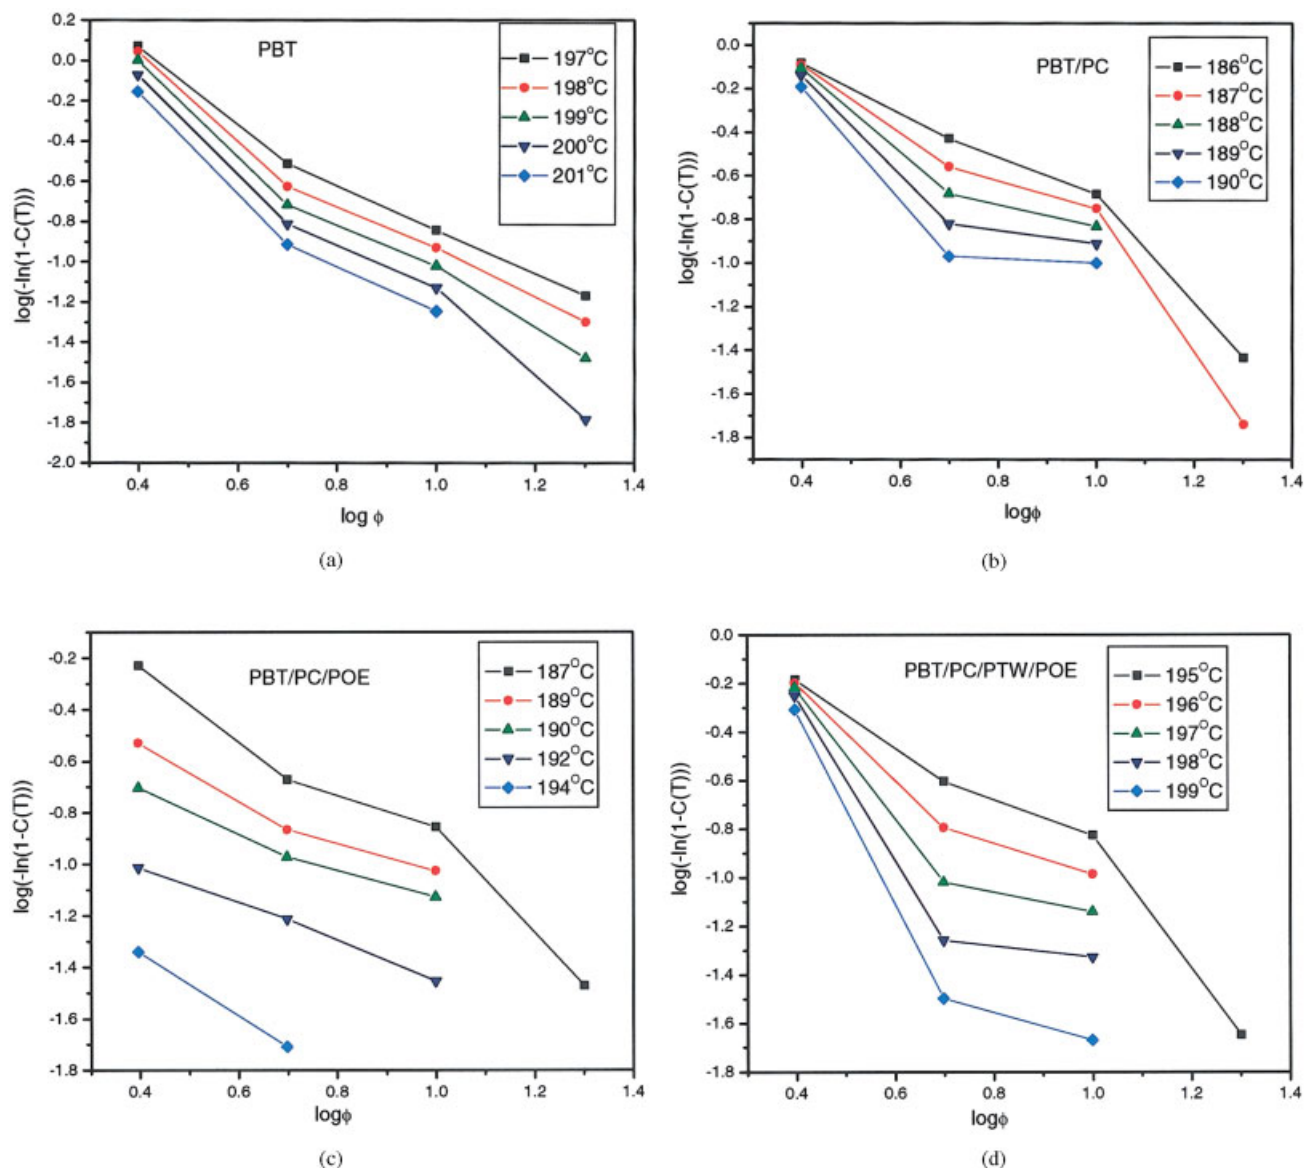 PBT
197°C
198°C
199°C
200°C
201°C
0.2
0.0
-0.2
-0.4
-0.6
-0.8
-1.0
-1.2
-1.4
-1.6
-1.8
-2.0
log(-ln(1-C(T)))
0.4 0.6 0.8 1.0 1.2 1.4
log ϕ
(a)
PBT/PC
186°C
187°C
188°C
189°C
190°C
0.0
-0.2
-0.4
-0.6
-0.8
-1.0
-1.2
-1.4
-1.6
-1.8
log(-ln(1-C(T)))
0.4 0.6 0.8 1.0 1.2 1.4
logϕ
(b)
PBT/PC/POE
187°C
189°C
190°C
192°C
194°C
-0.2
-0.4
-0.6
-0.8
-1.0
-1.2
-1.4
-1.6
-1.8
log(-ln(1-C(T)))
0.4 0.6 0.8 1.0 1.2 1.4
logϕ
(c)
PBT/PC/PTW/POE
195°C
196°C
197°C
198°C
199°C
0.0
-0.2
-0.4
-0.6
-0.8
-1.0
-1.2
-1.4
-1.6
-1.8
log(-ln(1-C(T)))
0.4 0.6 0.8 1.0 1.2 1.4
logϕ
(d)